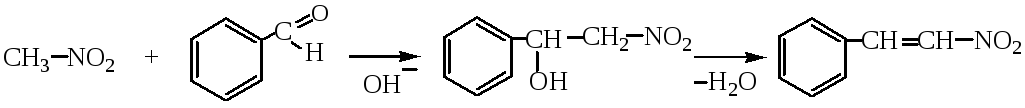 CH₃–NO₂ + C O H OH⁻ CH–CH₂–NO₂ OH –H₂O CH=CH–NO₂